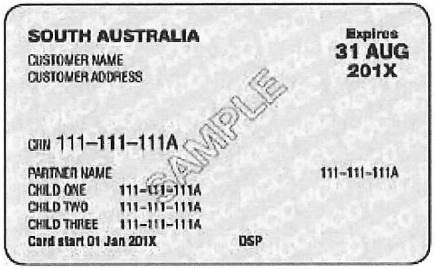 SOUTH AUSTRALIA
Expires
31 AUG
201X
CUSTOMER NAME
CUSTOMER ADDRESS
SAMPLE
CRN 111-111-111A
PARTNER NAME 111-111-111A
CHILD ONE 111-111-111A
CHILD TWO 111-111-111A
CHILD THREE 111-111-111A
Card start 01 Jan 201X DSP